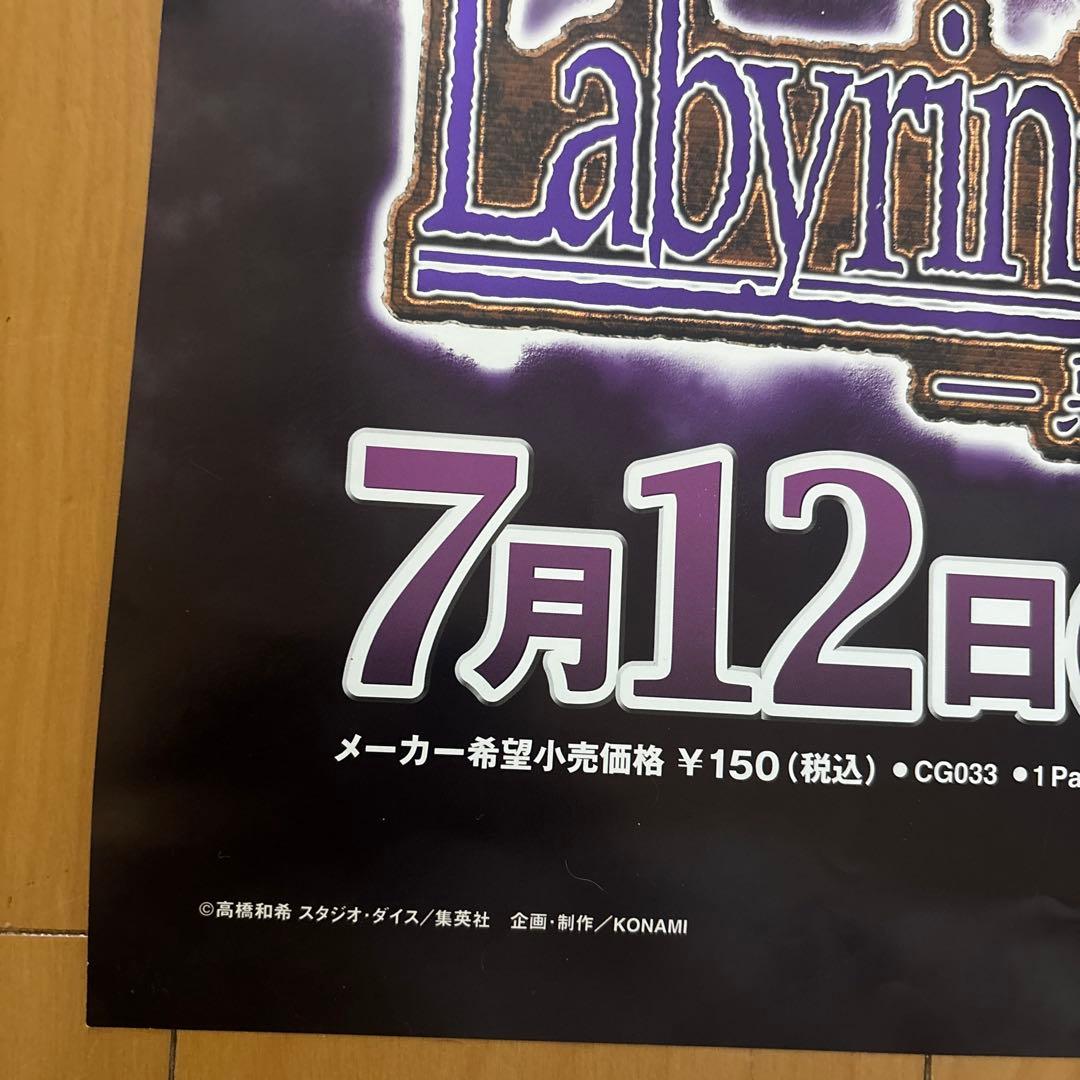 Labyrin
7月12日(
メーカー希望小売価格 ￥150(税込) ●CG033 ●1 Pa
©高橋和希 スタジオ・ダイス／集英社 企画・制作／KONAMI